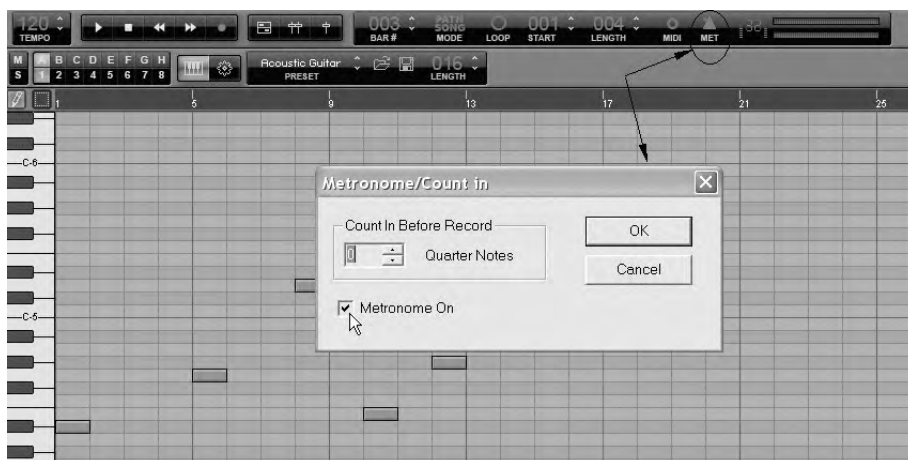 120 003 PATN SONG 001 004
TEMPO BAR # MODE LOOP START LENGTH MIDI MET
M A B C D E F G H Acoustic Guitar 016
S 1 2 3 4 5 6 7 8 PRESET LENGTH
1 5 9 13 17 21 25
C-6
Metronome/Count in
Count In Before Record
0 Quarter Notes
OK
Cancel
Metronome On
C-5